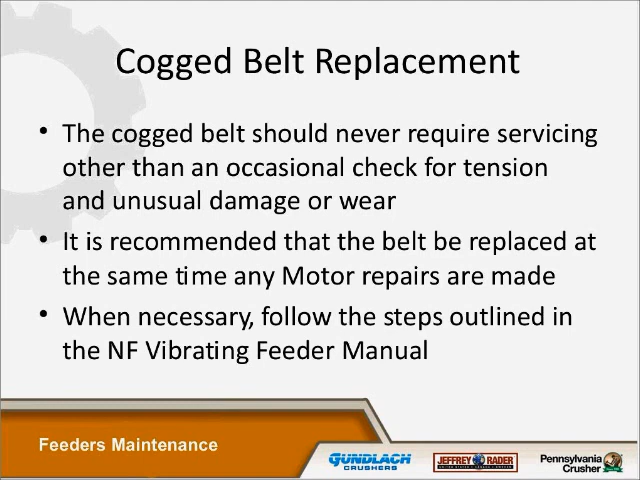 Cogged Belt Replacement
• The cogged belt should never require servicing
other than an occasional check for tension
and unusual damage or wear
• It is recommended that the belt be replaced at
the same time any Motor repairs are made
• When necessary, follow the steps outlined in
the NF Vibrating Feeder Manual
Feeders Maintenance
GUNDLACH
CRUSHERS
JEFFREY RADER
Pennsylvania
Crusher